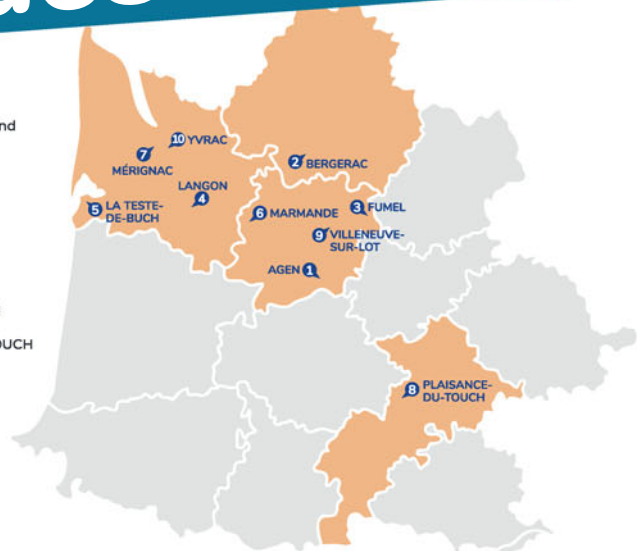 nd
10 YVRAC
7
MÉRIGNAC
2 BERGERAC
LANGON
4
5 LA TESTE-
DE-BUCH
6 MARMANDE
3 FUMEL
9 VILLENEUVE-
SUR-LOT
AGEN 1
OUCH
8 PLAISANCE-
DU-TOUCH